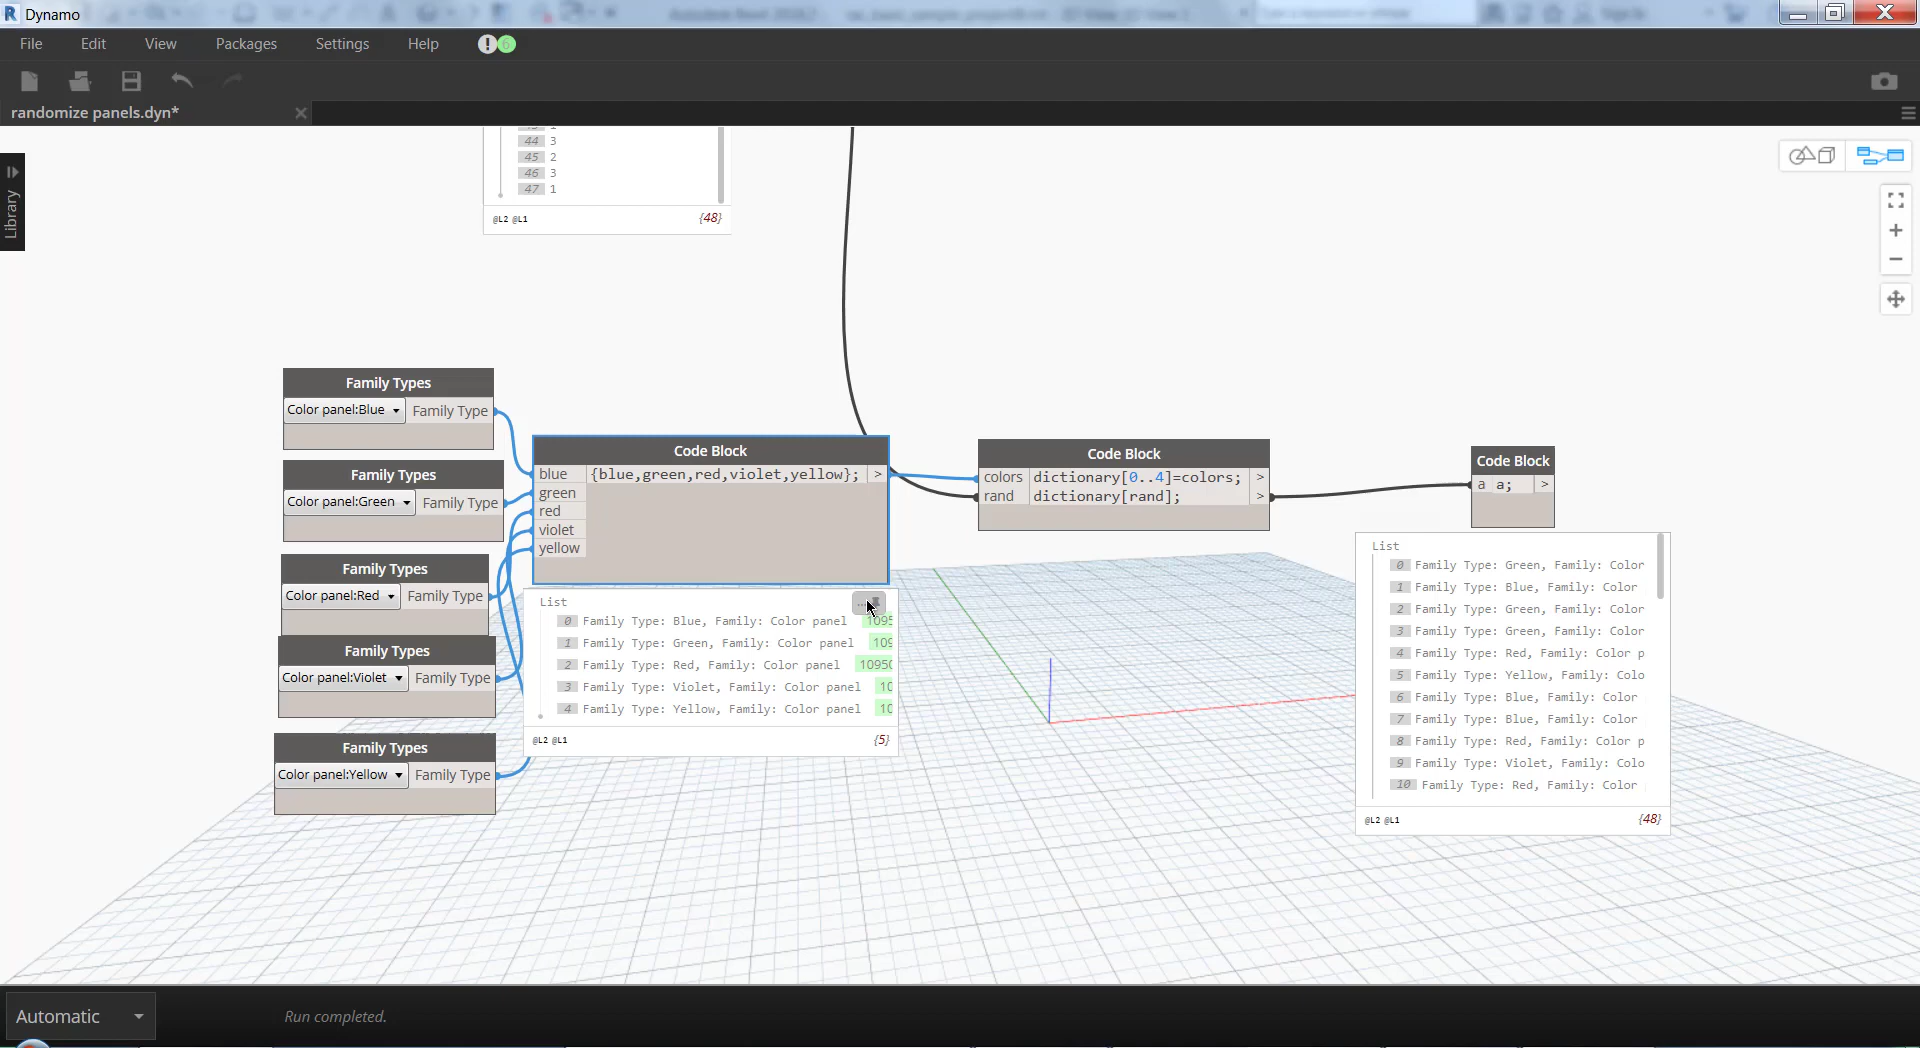 Dynamo
File Edit View Packages Settings Help
randomize panels.dyn*
Library
44 3
45 2
46 3
47 1
@L2 @L1 {48}
Family Types
Color panel:Blue Family Type
Family Types
Color panel:Green Family Type
Family Types
Color panel:Red Family Type
Family Types
Color panel:Violet Family Type
Family Types
Color panel:Yellow Family Type
Code Block
blue {blue,green,red,violet,yellow}; >
green
red
violet
yellow
List
0 Family Type: Blue, Family: Color panel 1095
1 Family Type: Green, Family: Color panel 109
2 Family Type: Red, Family: Color panel 10950
3 Family Type: Violet, Family: Color panel 10
4 Family Type: Yellow, Family: Color panel 10
@L2 @L1 {5}
Code Block
colors dictionary[0..4]=colors; >
rand dictionary[rand]; >
Code Block
a a; >
List
0 Family Type: Green, Family: Color
1 Family Type: Blue, Family: Color
2 Family Type: Green, Family: Color
3 Family Type: Green, Family: Color
4 Family Type: Red, Family: Color p
5 Family Type: Yellow, Family: Colo
6 Family Type: Blue, Family: Color
7 Family Type: Blue, Family: Color
8 Family Type: Red, Family: Color p
9 Family Type: Violet, Family: Colo
10 Family Type: Red, Family: Color
@L2 @L1 {48}
Automatic Run completed.